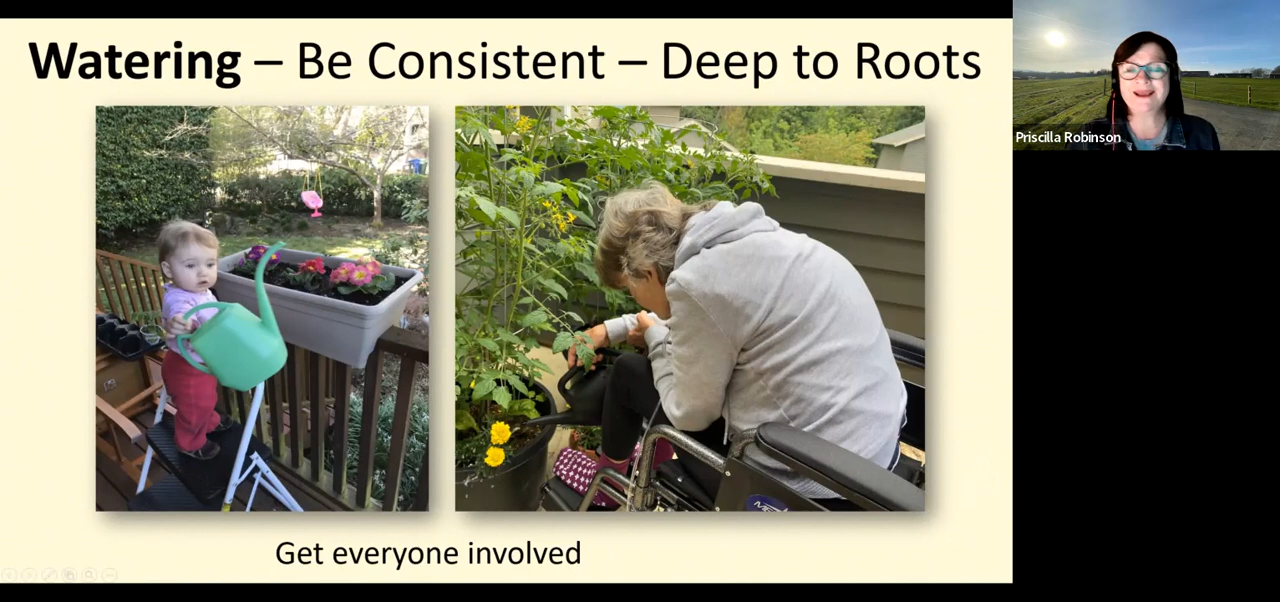 Watering – Be Consistent – Deep to Roots
Priscilla Robinson
Get everyone involved